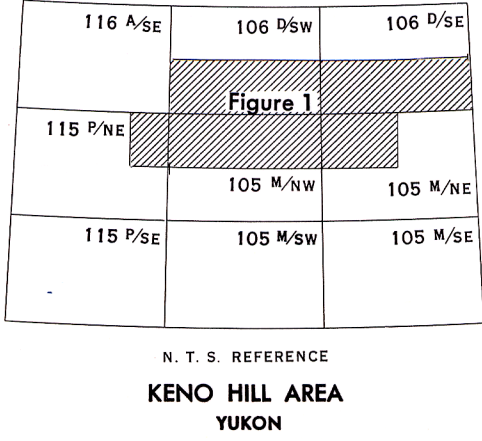 116 A/SE
106 D/SW
106 D/SE
Figure 1
115 P/NE
105 M/NW
105 M/NE
115 P/SE
105 M/SW
105 M/SE
N. T. S. REFERENCE
KENO HILL AREA
YUKON